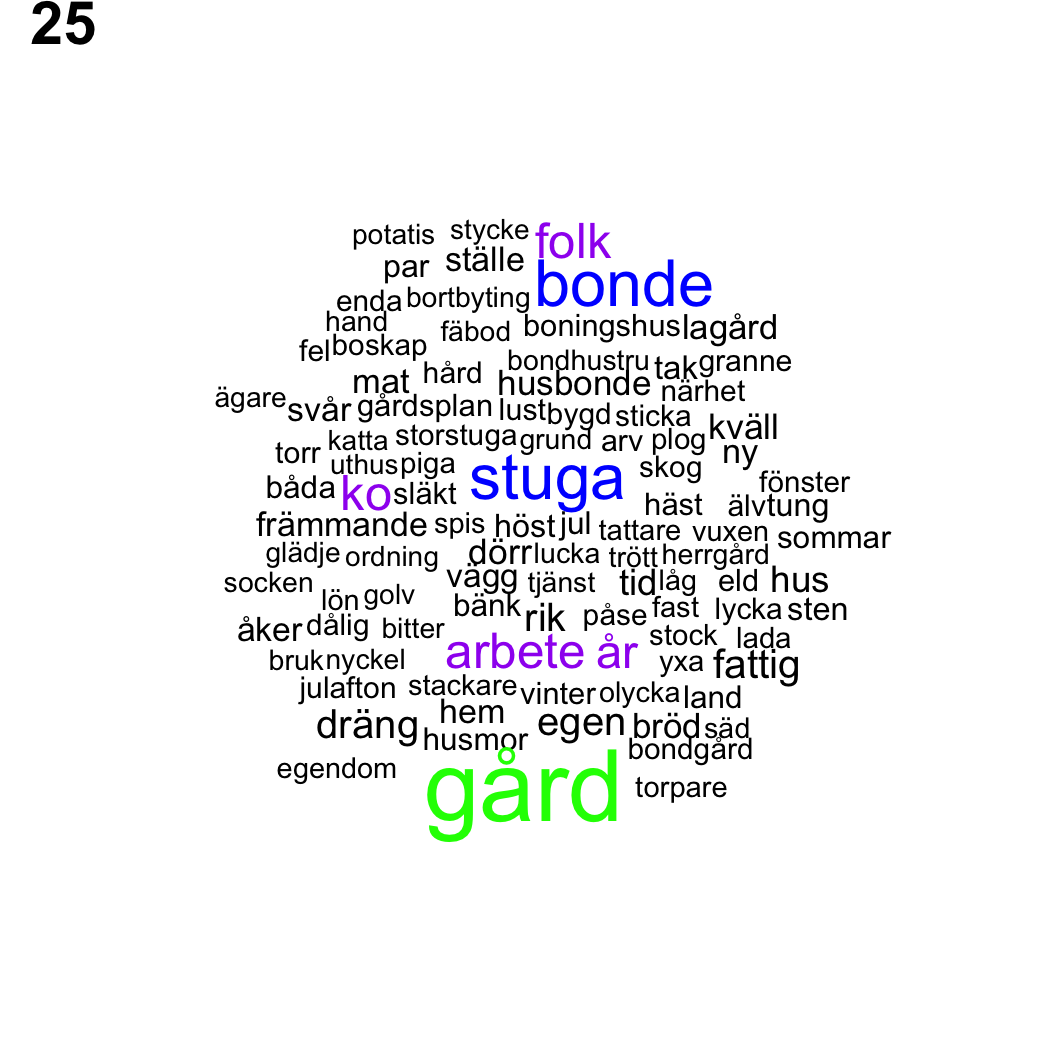 25
potatis stycke folk
par ställe bonde
enda bortbyting
hand fäbod boningshus lagård
fel boskap bondhustru tak granne
mat hård husbonde närhet
ägare svår gårdsplan lust bygd sticka kväll
torr katta storstuga grund arv plog ny
uthus piga stuga skog fönster
båda ko släkt häst älv tung
främmande spis höst jul tattare vuxen sommar
glädje ordning dörr lucka trött herrgård
socken vägg tjänst tid låg eld hus
lön golv bänk rik påse fast lycka sten
åker dålig bitter arbete år stock lada
bruk nyckel yxa fattig
julafton stackare vinter olycka land
dräng hem egen bröd säd
husmor bondgård
egendom gård torpare